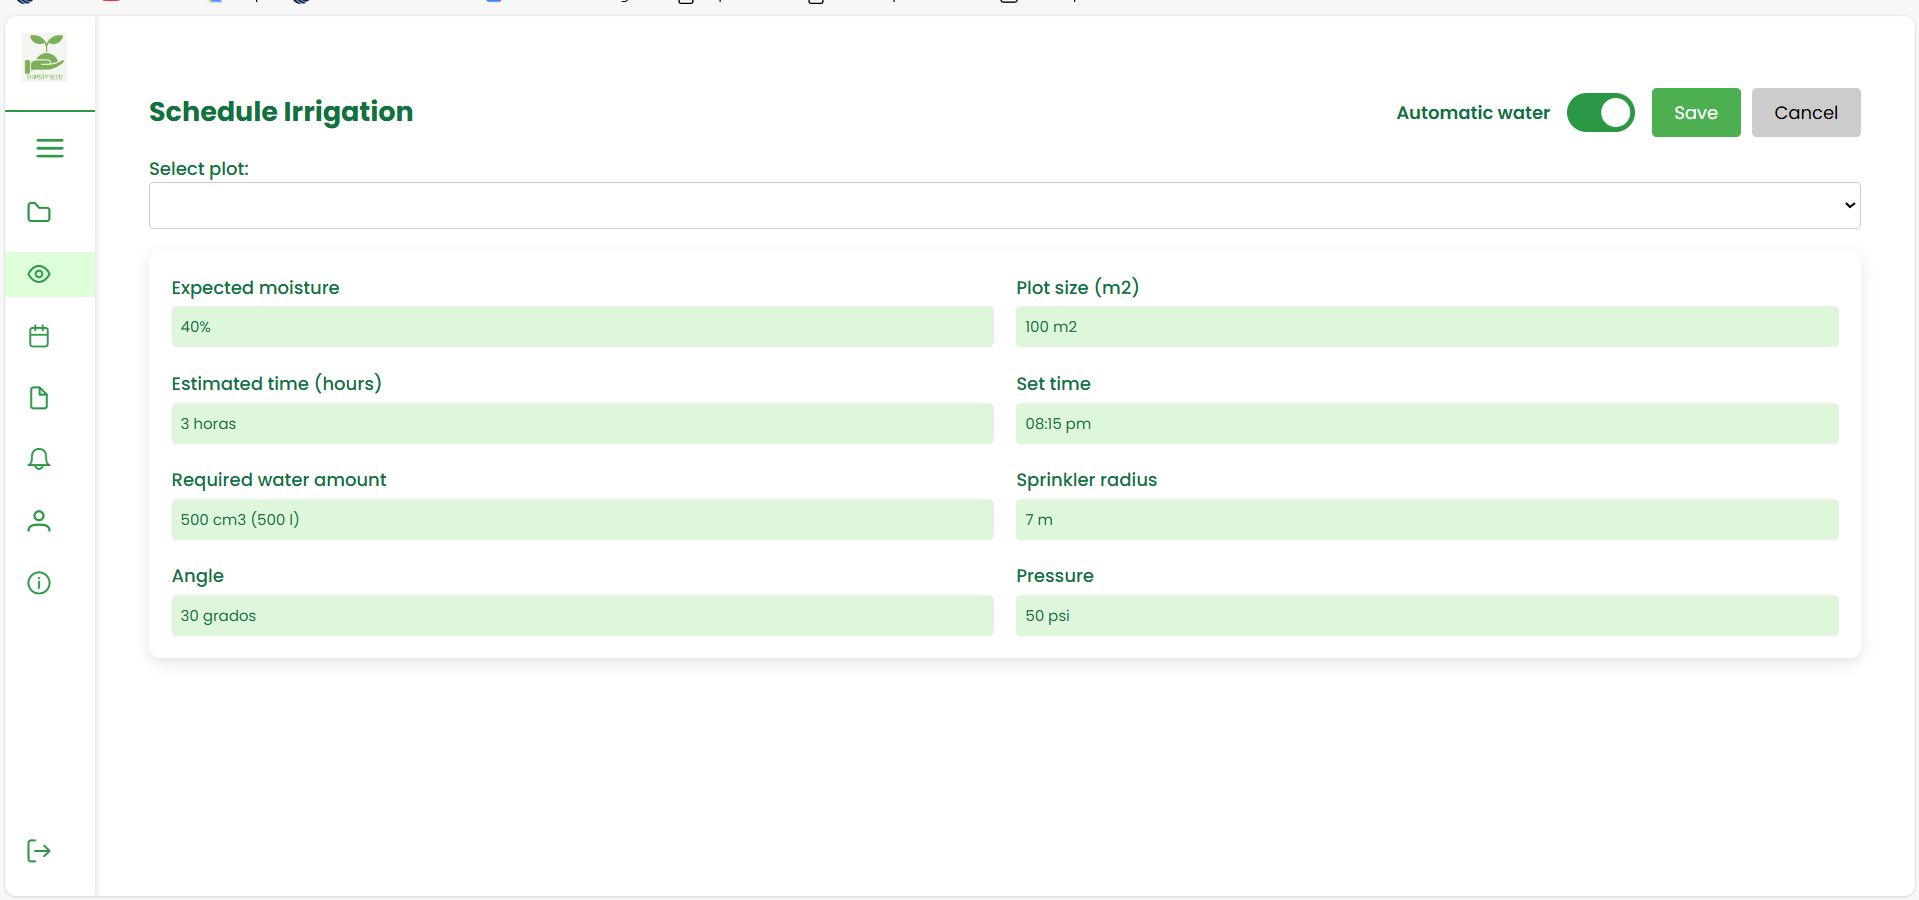 THIRSTYSEED
Schedule Irrigation
Automatic water
Save
Cancel
Select plot:
Expected moisture
Plot size (m2)
40%
100 m2
Estimated time (hours)
Set time
3 horas
08:15 pm
Required water amount
Sprinkler radius
500 cm3 (500 l)
7 m
Angle
Pressure
30 grados
50 psi